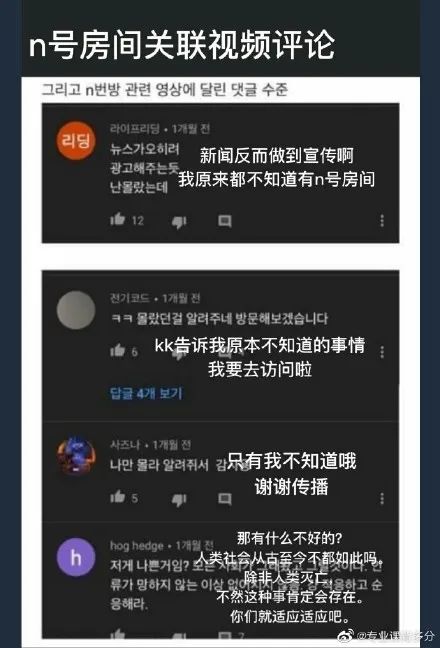 n号房间关联视频评论
그리고 n번방 관련 영상에 달린 댓글 수준
리딩
라이프리딩 • 1개월 전
뉴스가오히려
광고해주는듯
난몰랐는데
新闻反而做到宣传啊
我原来都不知道有n号房间
12
전기코드 • 1개월 전
ㅋㅋ 몰랐던걸 알려주네 방문해보겠습니다
kk告诉我原本不知道的事情
我要去访问啦
6
답글 4개 보기
사즈나 • 1개월 전
나만 몰라 알려줘서
只有我不知道哦
谢谢传播
5
h
hog hedge • 1개월 전
저게 나쁜거임?
류가 망하지 않는 이상
응해라.
那有什么不好的?
人类社会从古至今不都如此吗,
除非人类灭亡,
不然这种事肯定会存在。
你们就适应适应吧。
7
@专业课背多分